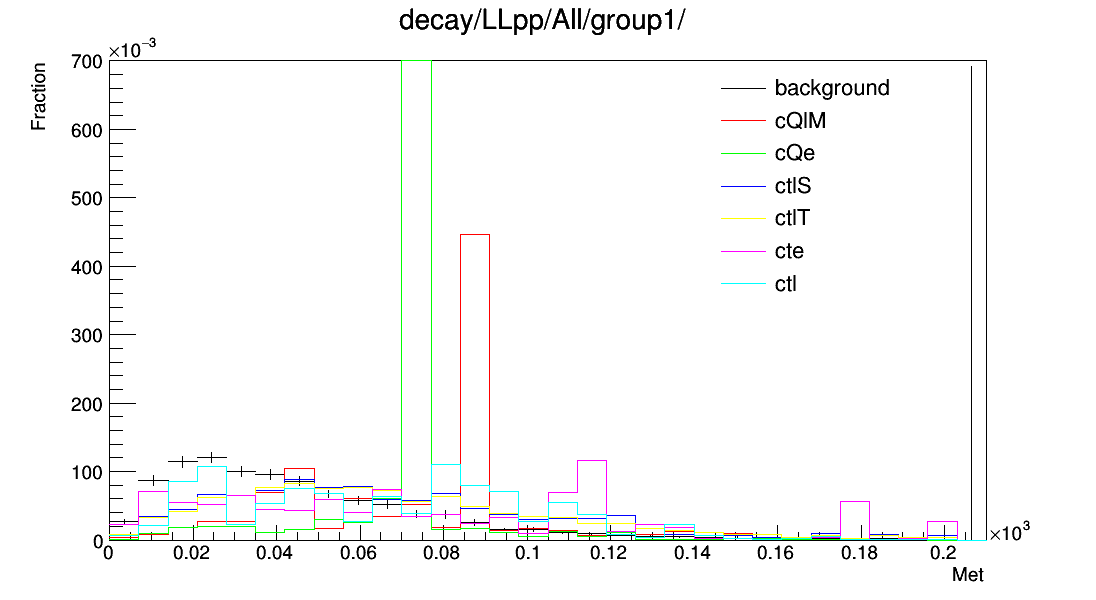 decay/LLpp/All/group1/
×10⁻³
Fraction
700
600
500
400
300
200
100
0
background
cQlM
cQe
ctlS
ctlT
cte
ctl
0 0.02 0.04 0.06 0.08 0.1 0.12 0.14 0.16 0.18 0.2
×10³
Met